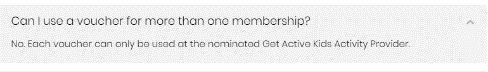 Can I use a voucher for more than one membership?
No. Each voucher can only be used at the nominated Get Active Kids Activity Provider.